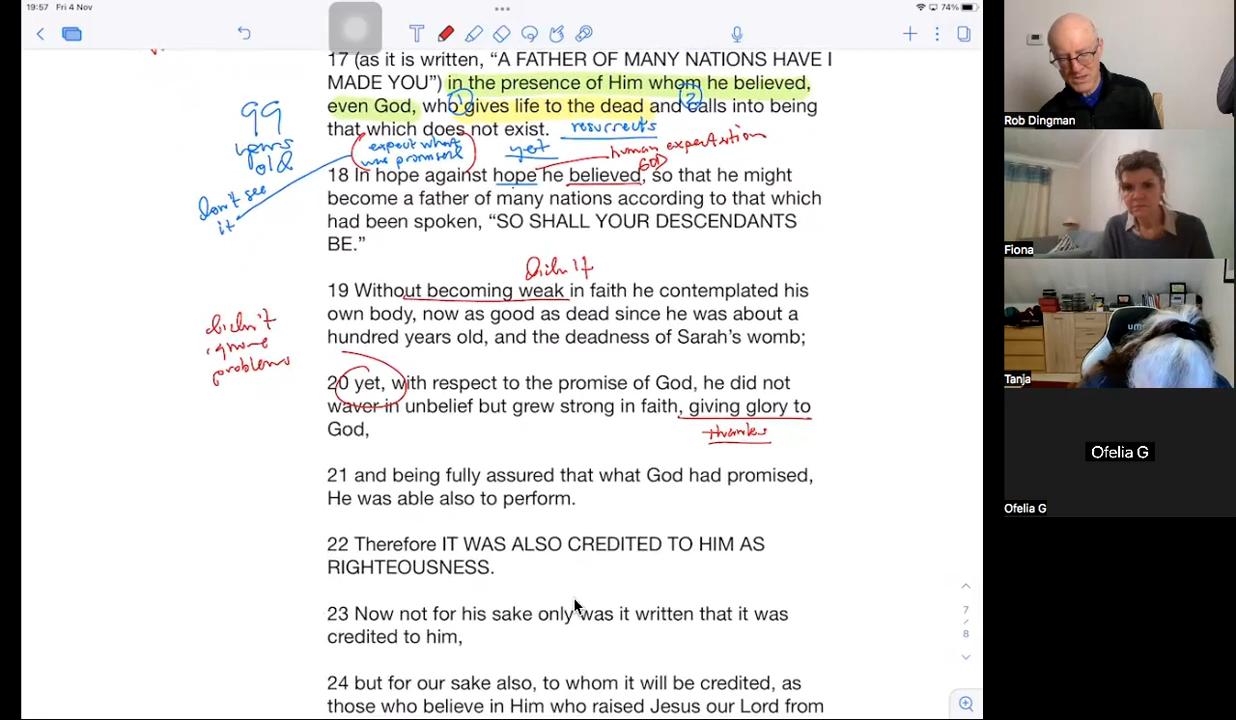 19:57 Fri 4 Nov
74%
17 (as it is written, “A FATHER OF MANY NATIONS HAVE I
MADE YOU”) in the presence of Him whom he believed,
even God, who gives life to the dead and calls into being
1
2
that which does not exist.
resurrects
99
years
old
expect what
was promised
yet
human expectation
GOD
18 In hope against hope he believed, so that he might
don't see
it
become a father of many nations according to that which
had been spoken, “SO SHALL YOUR DESCENDANTS
BE.”
didn't
19 Without becoming weak in faith he contemplated his
own body, now as good as dead since he was about a
hundred years old, and the deadness of Sarah’s womb;
didn't
ignore
problems
20 yet, with respect to the promise of God, he did not
waver in unbelief but grew strong in faith, giving glory to
God,
thanks
21 and being fully assured that what God had promised,
He was able also to perform.
22 Therefore IT WAS ALSO CREDITED TO HIM AS
RIGHTEOUSNESS.
23 Now not for his sake only was it written that it was
credited to him,
24 but for our sake also, to whom it will be credited, as
those who believe in Him who raised Jesus our Lord from
7
/
8
Rob Dingman
Fiona
Tanja
Ofelia G
Ofelia G